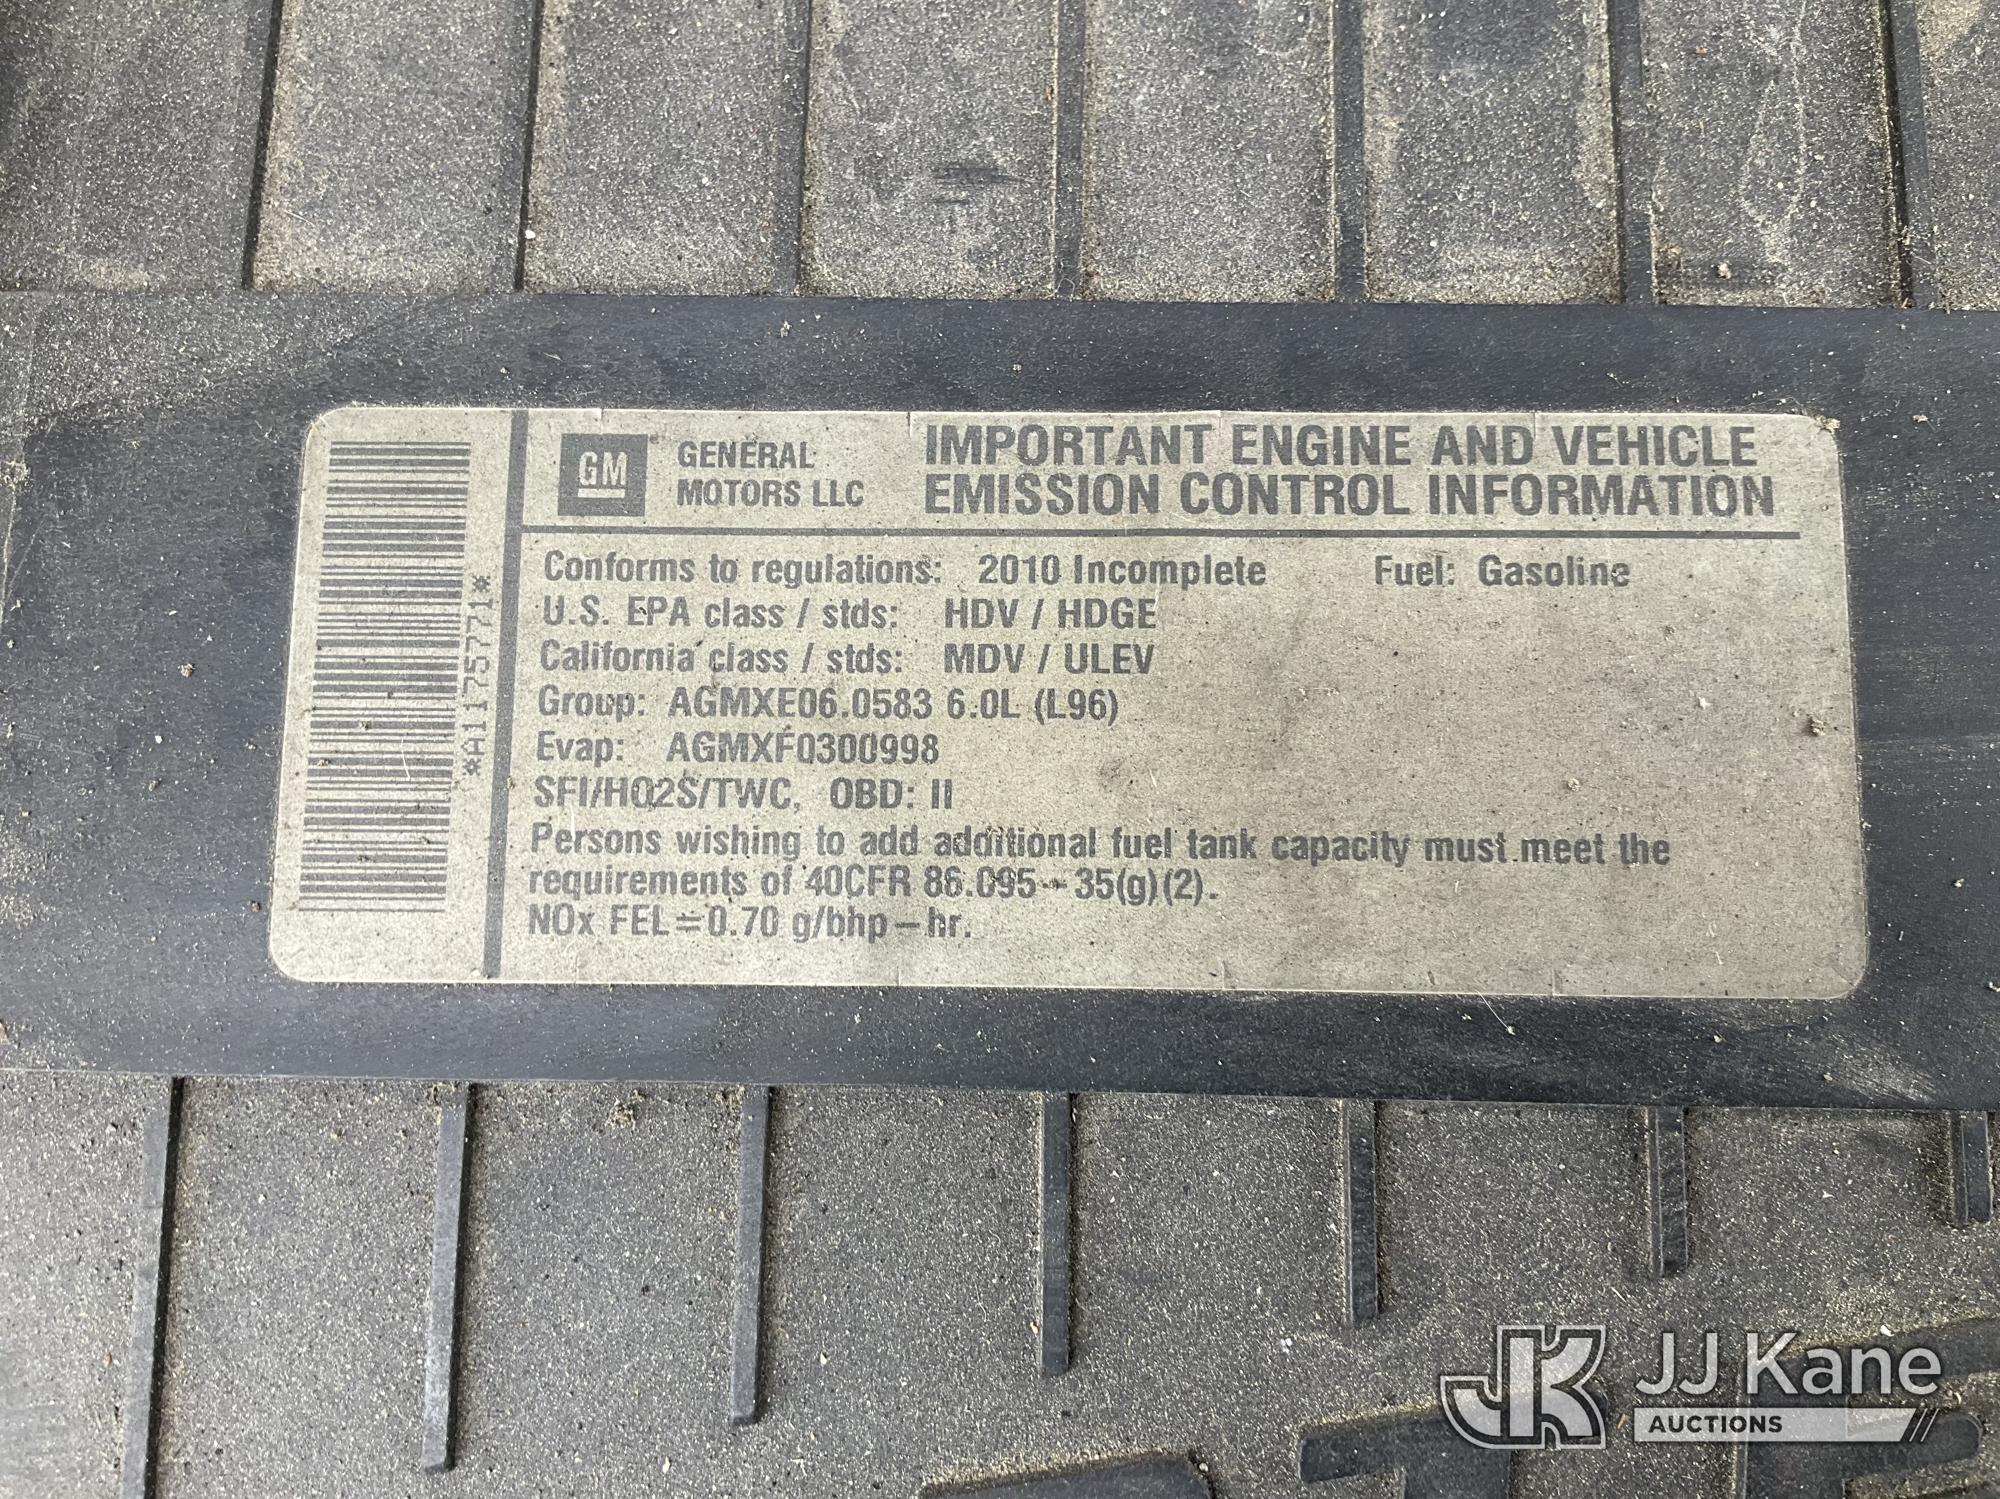 GM
GENERAL
MOTORS LLC
IMPORTANT ENGINE AND VEHICLE
EMISSION CONTROL INFORMATION
*A1175771*
Conforms to regulations: 2010 Incomplete Fuel: Gasoline
U.S. EPA class / stds: HDV / HDGE
California class / stds: MDV / ULEV
Group: AGMXE06.0583 6.0L (L96)
Evap: AGMXF0300998
SFI/HO2S/TWC, OBD: II
Persons wishing to add additional fuel tank capacity must meet the
requirements of 40CFR 86.095-35(g)(2).
NOx FEL=0.70 g/bhp-hr.
JK JJ Kane
AUCTIONS